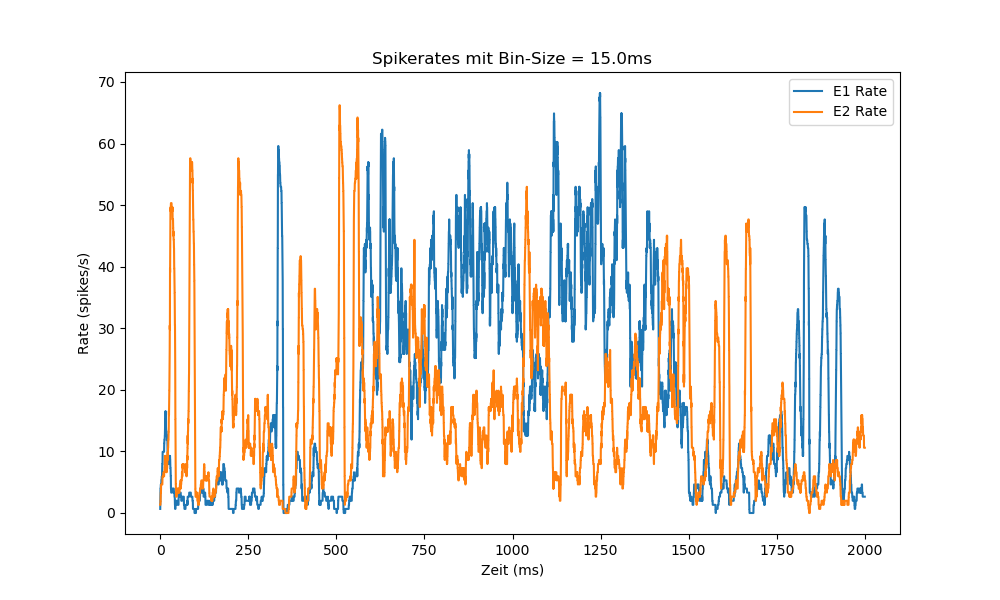 Spikerates mit Bin-Size = 15.0ms
E1 Rate
E2 Rate
Rate (spikes/s)
70
60
50
40
30
20
10
0
0 250 500 750 1000 1250 1500 1750 2000
Zeit (ms)